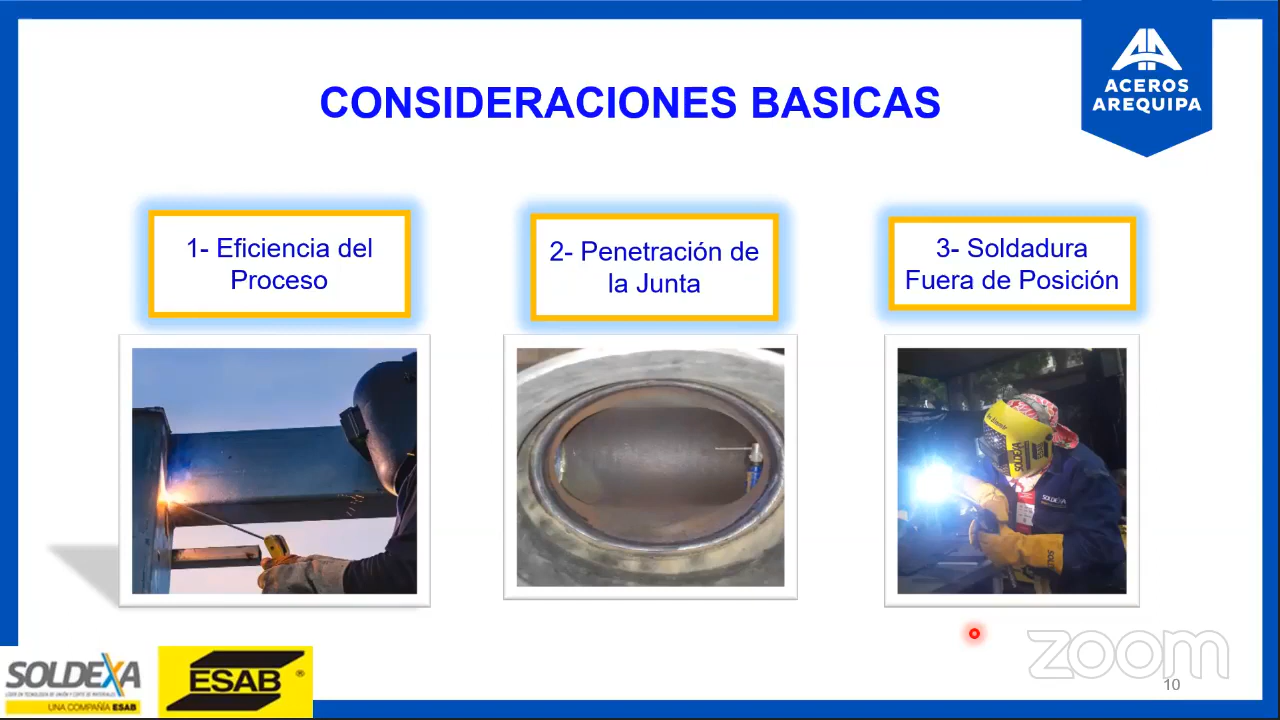 CONSIDERACIONES BASICAS
ACEROS
AREQUIPA
1- Eficiencia del
Proceso
2- Penetración de
la Junta
3- Soldadura
Fuera de Posición
SOLDEXA
SOLDEXA
UNA COMPAÑÍA ESAB
ESAB
®
zoom
10